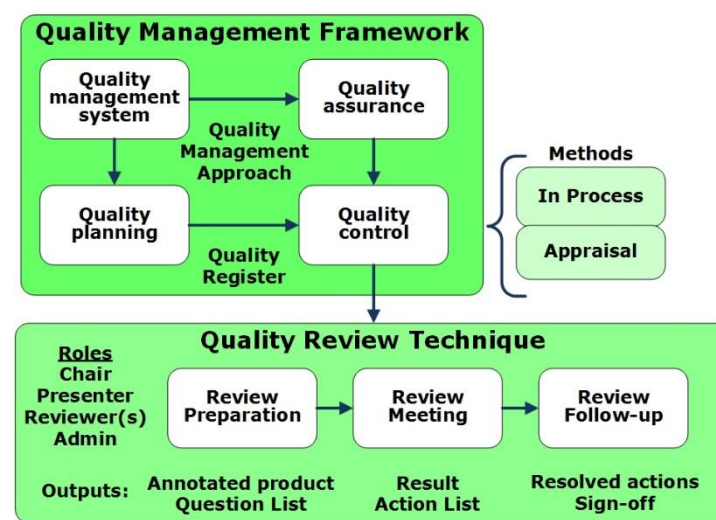 Quality Management Framework
Quality
management
system
Quality
assurance
Quality
Management
Approach
Quality
planning
Quality
control
Quality
Register
Methods
In Process
Appraisal
Quality Review Technique
Roles
Chair
Presenter
Reviewer(s)
Admin
Review
Preparation
Review
Meeting
Review
Follow-up
Outputs:
Annotated product
Question List
Result
Action List
Resolved actions
Sign-off